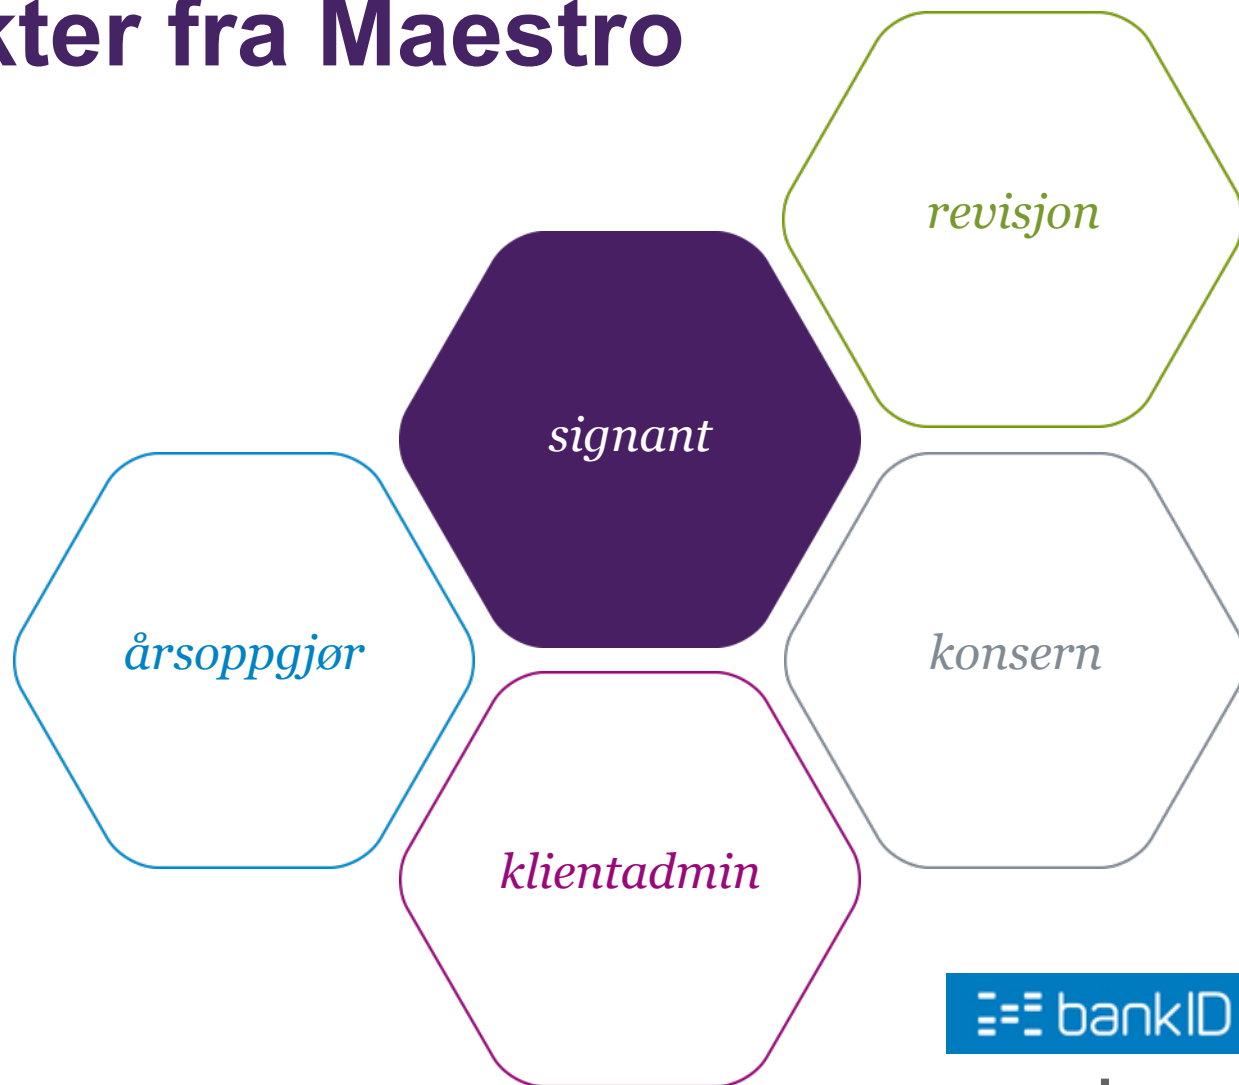 kter fra Maestro
revisjon
signant
årsoppgjør
konsern
klientadmin
bankID